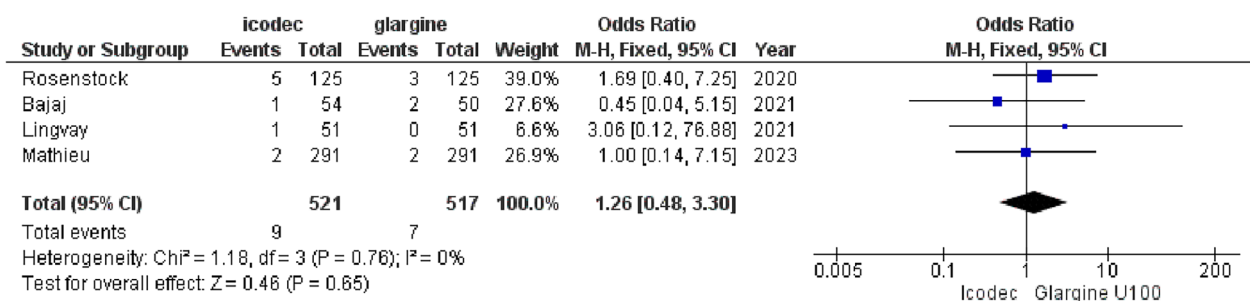 icodec glargine Odds Ratio Odds Ratio
Study or Subgroup Events Total Events Total Weight M-H, Fixed, 95% CI Year M-H, Fixed, 95% CI
Rosenstock 5 125 3 125 39.0% 1.69 [0.40, 7.25] 2020
Bajaj 1 54 2 50 27.6% 0.45 [0.04, 5.15] 2021
Lingvay 1 51 0 51 6.6% 3.06 [0.12, 76.88] 2021
Mathieu 2 291 2 291 26.9% 1.00 [0.14, 7.15] 2023
Total (95% CI) 521 517 100.0% 1.26 [0.48, 3.30]
Total events 9 7
Heterogeneity: Chi² = 1.18, df = 3 (P = 0.76); I² = 0%
Test for overall effect: Z = 0.46 (P = 0.65)
0.005 0.1 1 10 200
Icodec Glargine U100